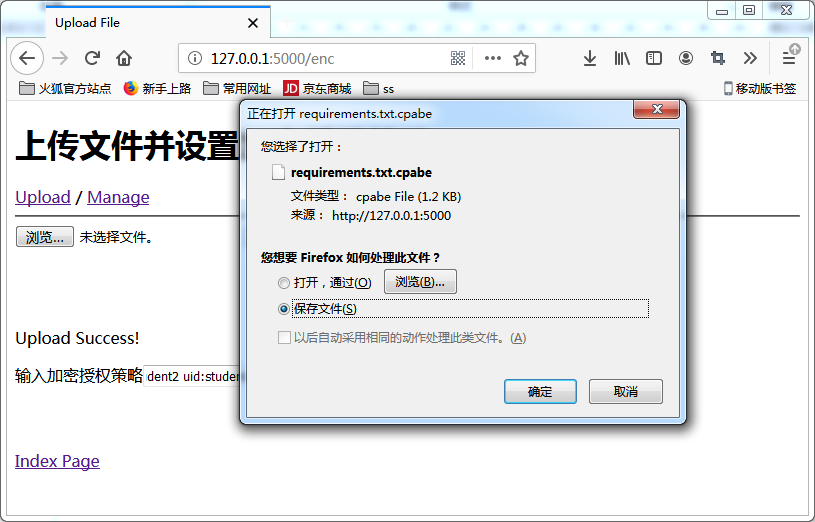 Upload File
127.0.0.1:5000/enc
火狐官方站点 新手上路 常用网址 JD 京东商城 ss 移动版书签
正在打开 requirements.txt.cpabe
上传文件并设置
您选择了打开：
requirements.txt.cpabe
文件类型： cpabe File (1.2 KB)
来源： http://127.0.0.1:5000
Upload / Manage
浏览... 未选择文件。
您想要 Firefox 如何处理此文件？
打开，通过(O) 浏览(B)...
保存文件(S)
以后自动采用相同的动作处理此类文件。(A)
确定 取消
Upload Success!
输入加密授权策略 dent2 uid:studen
Index Page